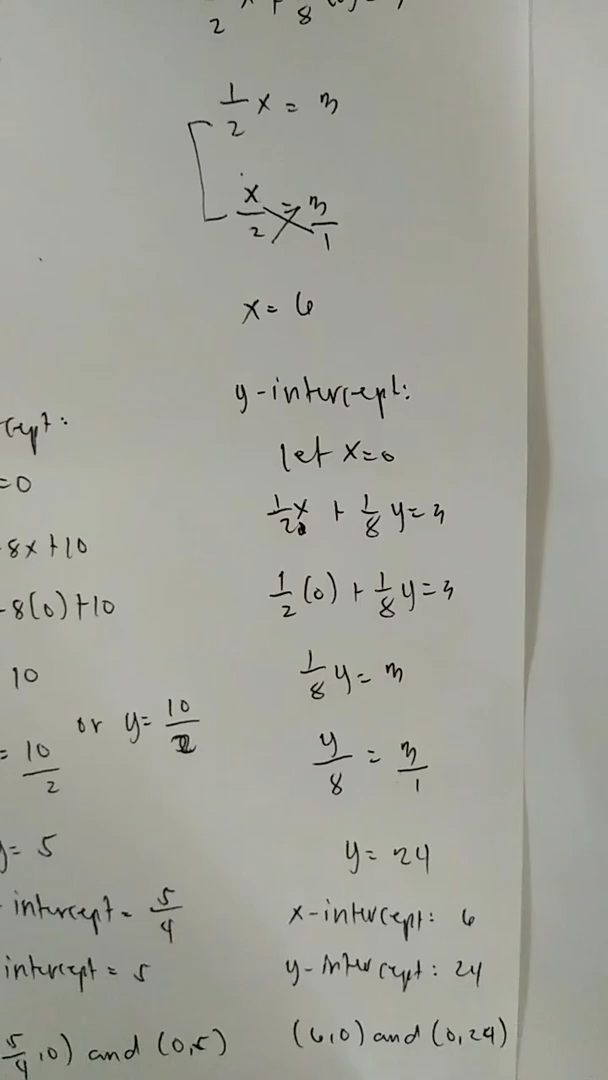 1/2 x = 3
x/2 = 3/1
x = 6
y-intercept:
let x=0
1/2 x + 1/8 y = 3
1/2 (0) + 1/8 y = 3
1/8 y = 3
y/8 = 3/1
y = 24
x-intercept: 6
y-intercept: 24
(6,0) and (0,24)
cept:
=0
8x+10
-8(0)+10
10
= 10/2 or y= 10/2
y= 5
intercept = 5/4
intercept = 5
5/4,0) and (0,5)